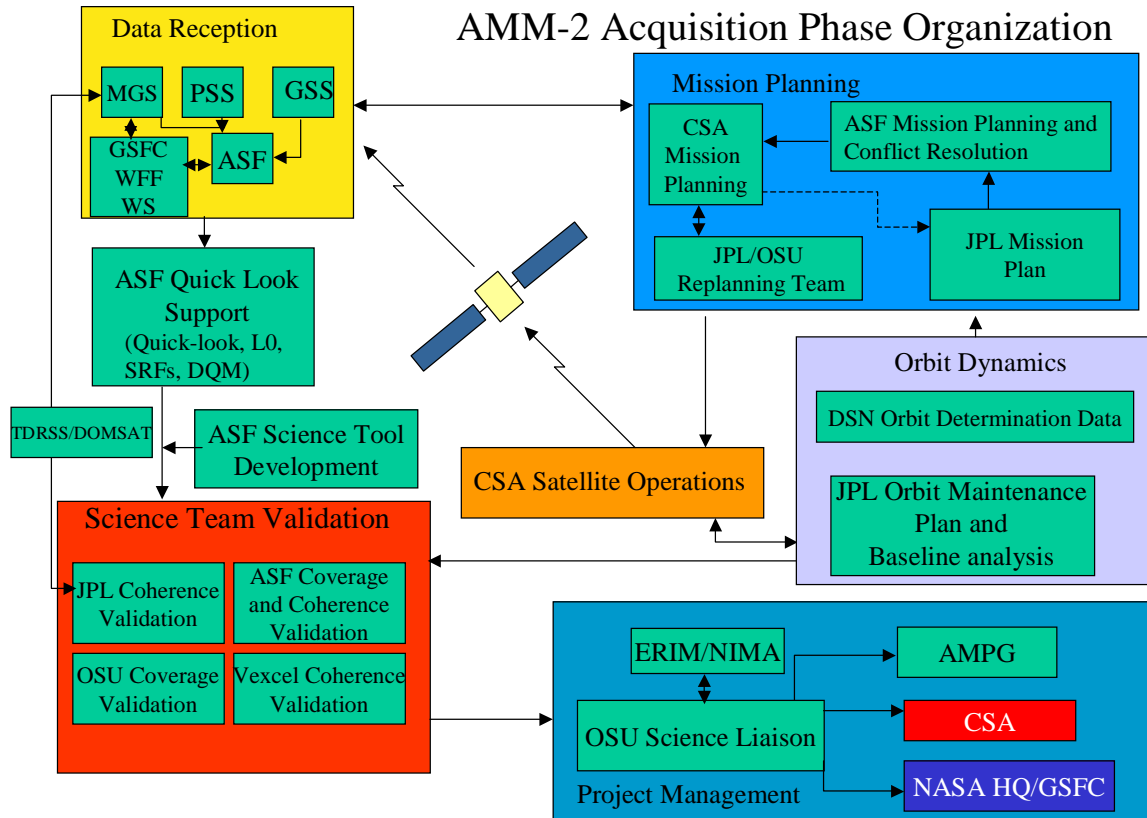 AMM-2 Acquisition Phase Organization
Data Reception
MGS
PSS
GSS
GSFC
WFF
WS
ASF
Mission Planning
CSA
Mission
Planning
ASF Mission Planning and
Conflict Resolution
JPL/OSU
Replanning Team
JPL Mission
Plan
ASF Quick Look
Support
(Quick-look, L0,
SRFs, DQM)
TDRSS/DOMSAT
ASF Science Tool
Development
CSA Satellite Operations
Orbit Dynamics
DSN Orbit Determination Data
JPL Orbit Maintenance
Plan and
Baseline analysis
Science Team Validation
JPL Coherence
Validation
ASF Coverage
and Coherence
Validation
OSU Coverage
Validation
Vexcel Coherence
Validation
ERIM/NIMA
OSU Science Liaison
AMPG
CSA
NASA HQ/GSFC
Project Management